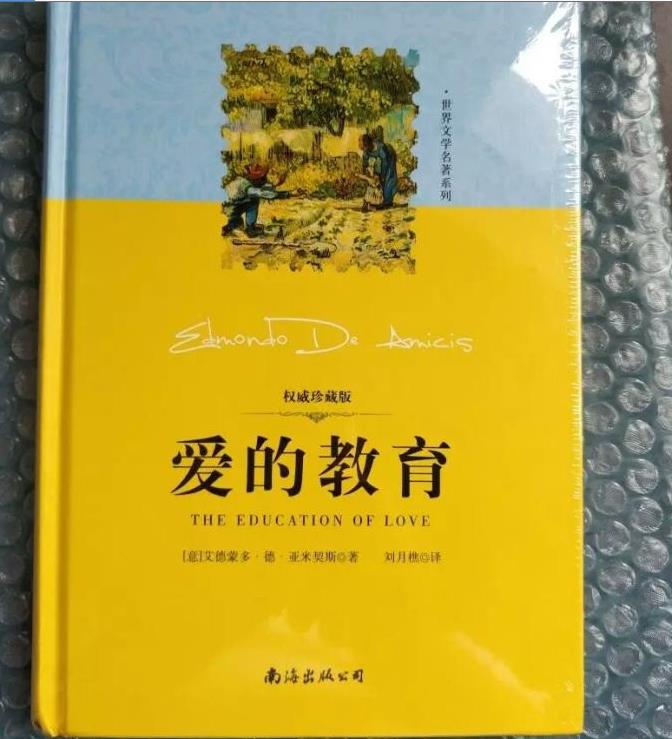 ·世界文学名著系列
Edmondo De Amicis
权威珍藏版
爱的教育
THE EDUCATION OF LOVE
[意]艾德蒙多·德·亚米契斯◎著 刘月樵◎译
南海出版公司